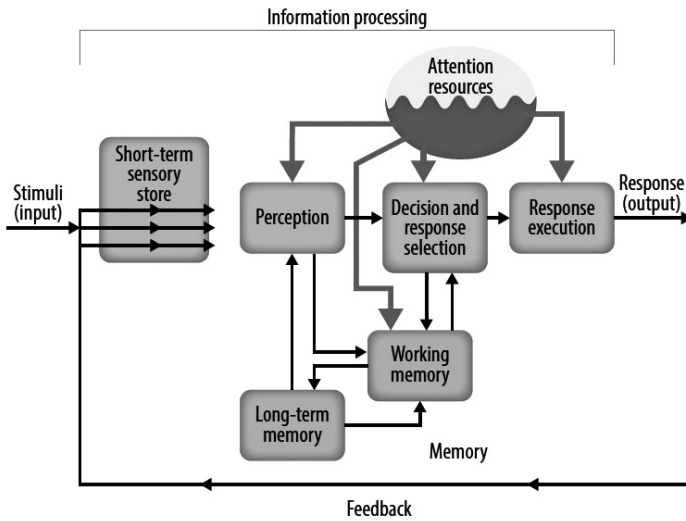 Information processing
Attention
resources
Short-term
sensory
store
Stimuli
(input)
Perception
Decision and
response
selection
Response
execution
Response
(output)
Working
memory
Long-term
memory
Memory
Feedback